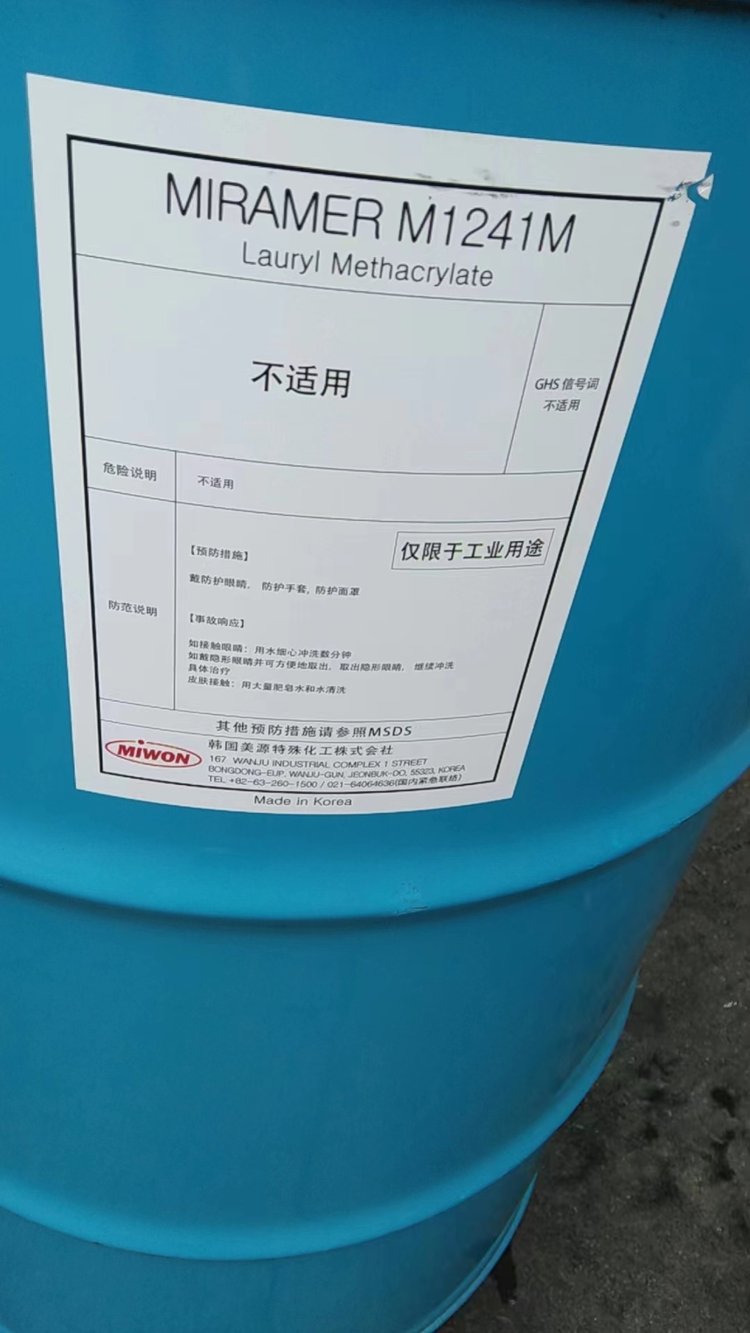 MIRAMER M1241M
Lauryl Methacrylate
不适用
GHS 信号词
不适用
危险说明
不适用
仅限于工业用途
【预防措施】
戴防护眼睛, 防护手套, 防护面罩
防范说明
【事故响应】
如接触眼睛：用水细心冲洗数分钟
如戴隐形眼睛并可方便地取出, 取出隐形眼睛, 继续冲洗
具体治疗
皮肤接触：用大量肥皂水和水清洗
其他预防措施请参照MSDS
MIWON
韩国美源特殊化工株式会社
167 WANJU INDUSTRIAL COMPLEX 1 STREET
BONGDONG-EUP, WANJU-GUN, JEONBUK-DO, 55323, KOREA
TEL +82-63-260-1500 / 021-64064636(国内紧急联络)
Made in Korea